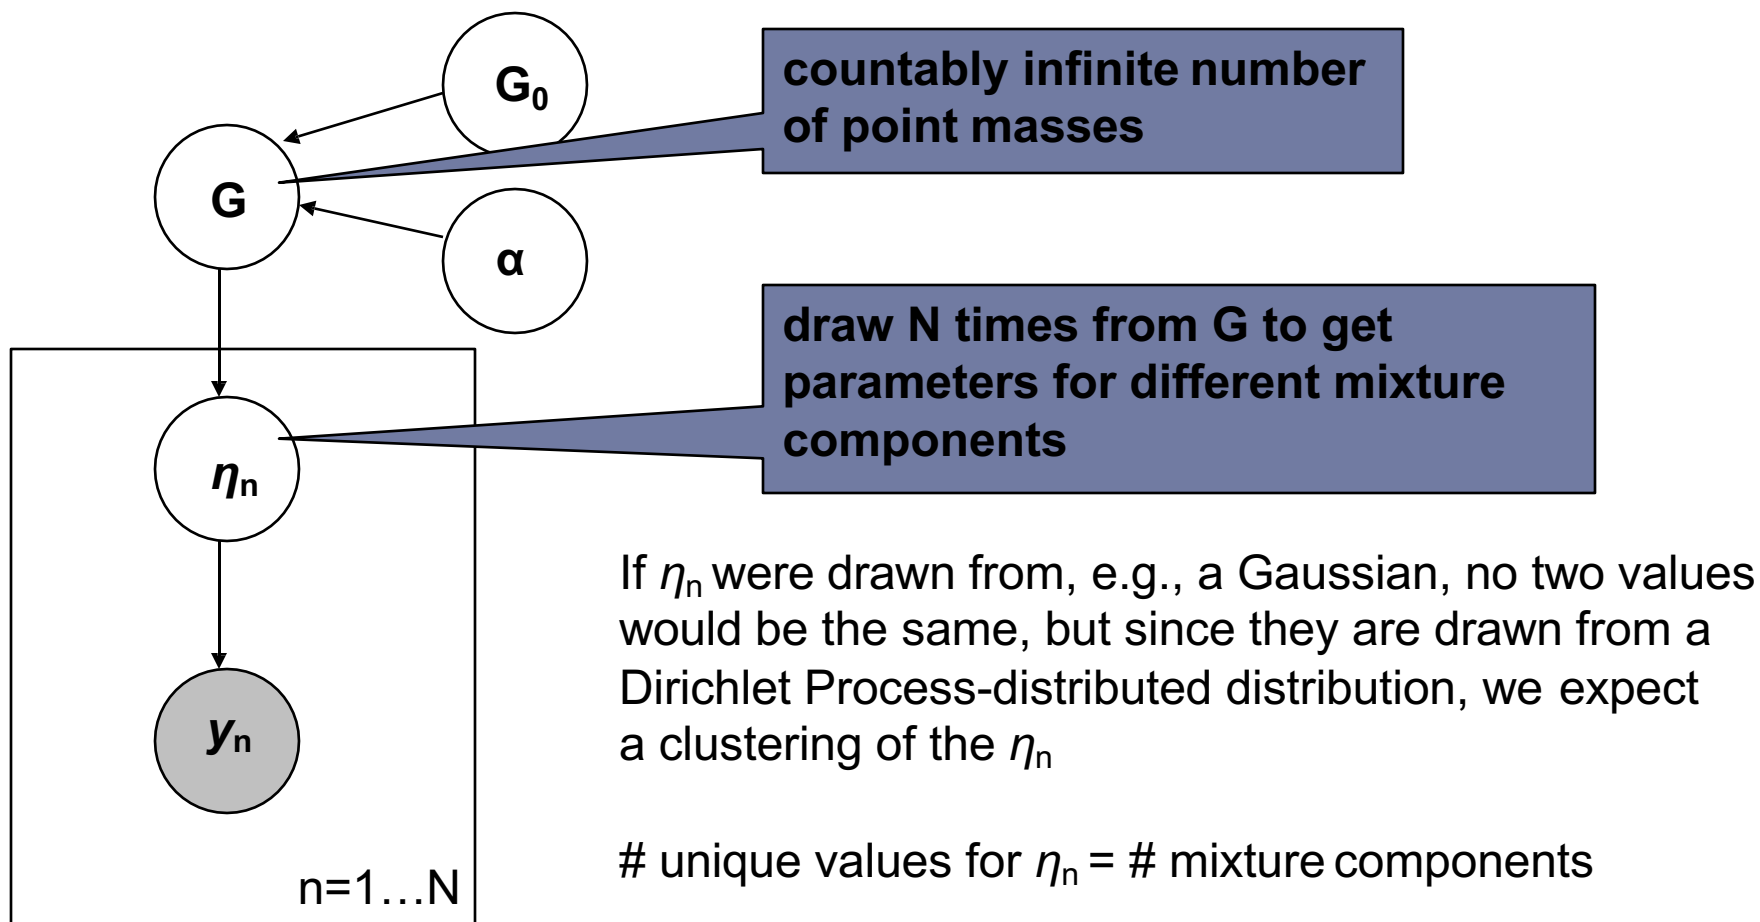 G₀
countably infinite number
of point masses
G
α
draw N times from G to get
parameters for different mixture
components
ηₙ
If ηₙ were drawn from, e.g., a Gaussian, no two values
would be the same, but since they are drawn from a
Dirichlet Process-distributed distribution, we expect
a clustering of the ηₙ
yₙ
# unique values for ηₙ = # mixture components
n=1…N